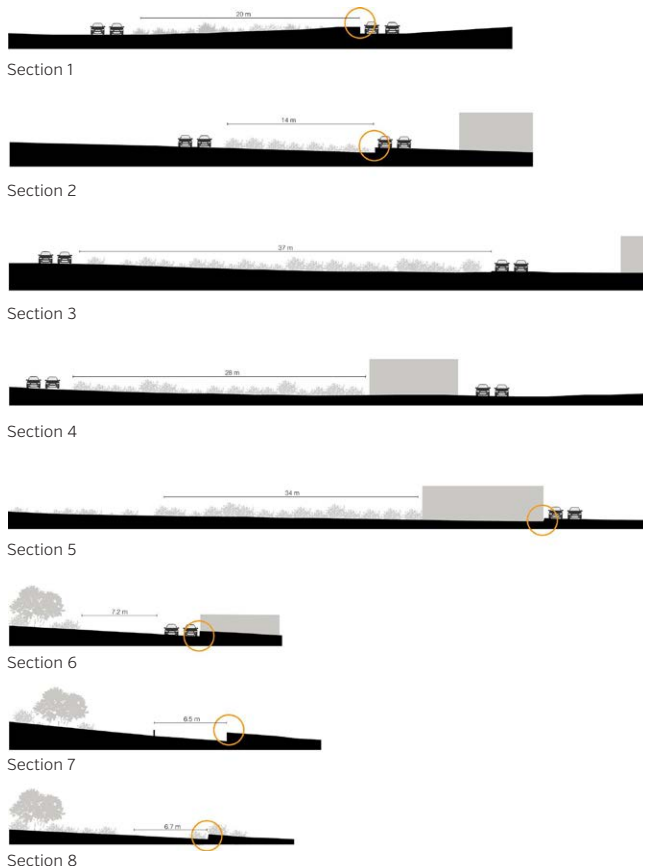 20 m
Section 1
14 m
Section 2
37 m
Section 3
28 m
Section 4
34 m
Section 5
7.2 m
Section 6
6.5 m
Section 7
6.7 m
Section 8